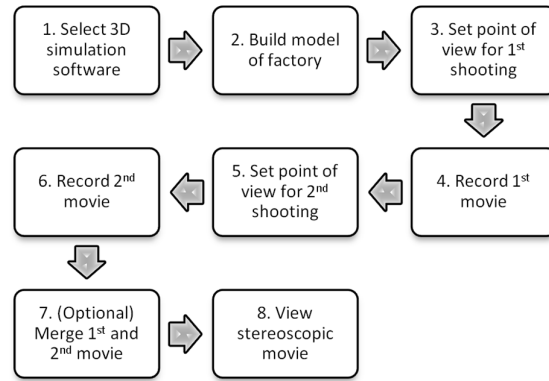 1. Select 3D
simulation
software
2. Build model
of factory
3. Set point of
view for 1st
shooting
4. Record 1st
movie
5. Set point of
view for 2nd
shooting
6. Record 2nd
movie
7. (Optional)
Merge 1st and
2nd movie
8. View
stereoscopic
movie